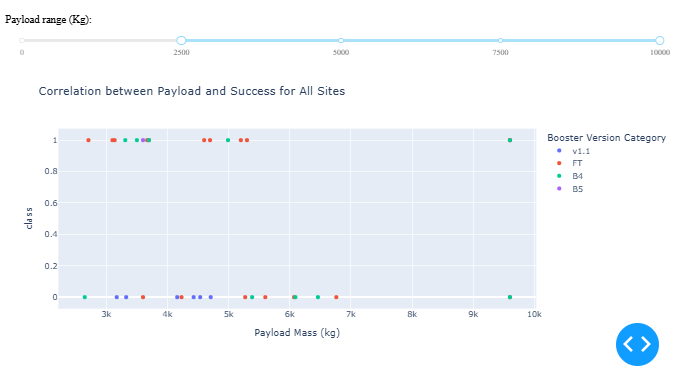 Payload range (Kg):
0 2500 5000 7500 10000
Correlation between Payload and Success for All Sites
Booster Version Category
v1.1
FT
B4
B5
class
1
0.8
0.6
0.4
0.2
0
3k 4k 5k 6k 7k 8k 9k 10k
Payload Mass (kg)